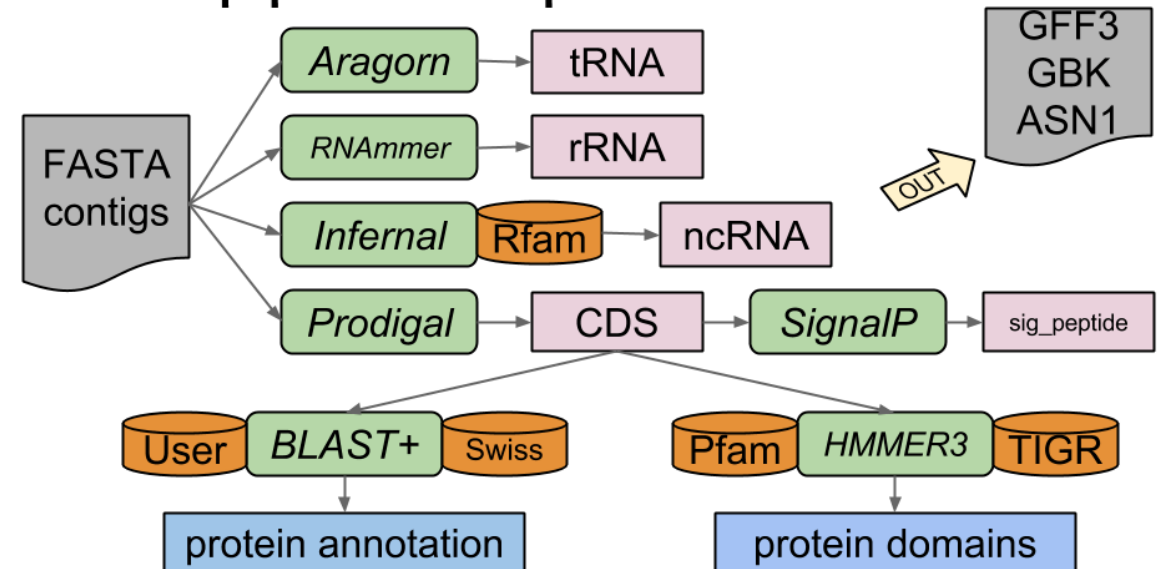 GFF3
GBK
ASN1
Aragorn
tRNA
RNAmmer
rRNA
FASTA
contigs
OUT
Infernal
Rfam
ncRNA
Prodigal
CDS
SignalP
sig_peptide
User
BLAST+
Swiss
Pfam
HMMER3
TIGR
protein annotation
protein domains